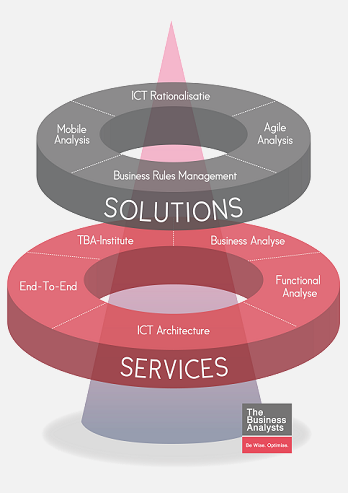 ICT Rationalisatie
Mobile
Analysis
Agile
Analysis
Business Rules Management
SOLUTIONS
TBA-Institute
Business Analyse
End-To-End
Functional
Analyse
ICT Architecture
SERVICES
The
Business
Analysts
Be Wise, Optimise.